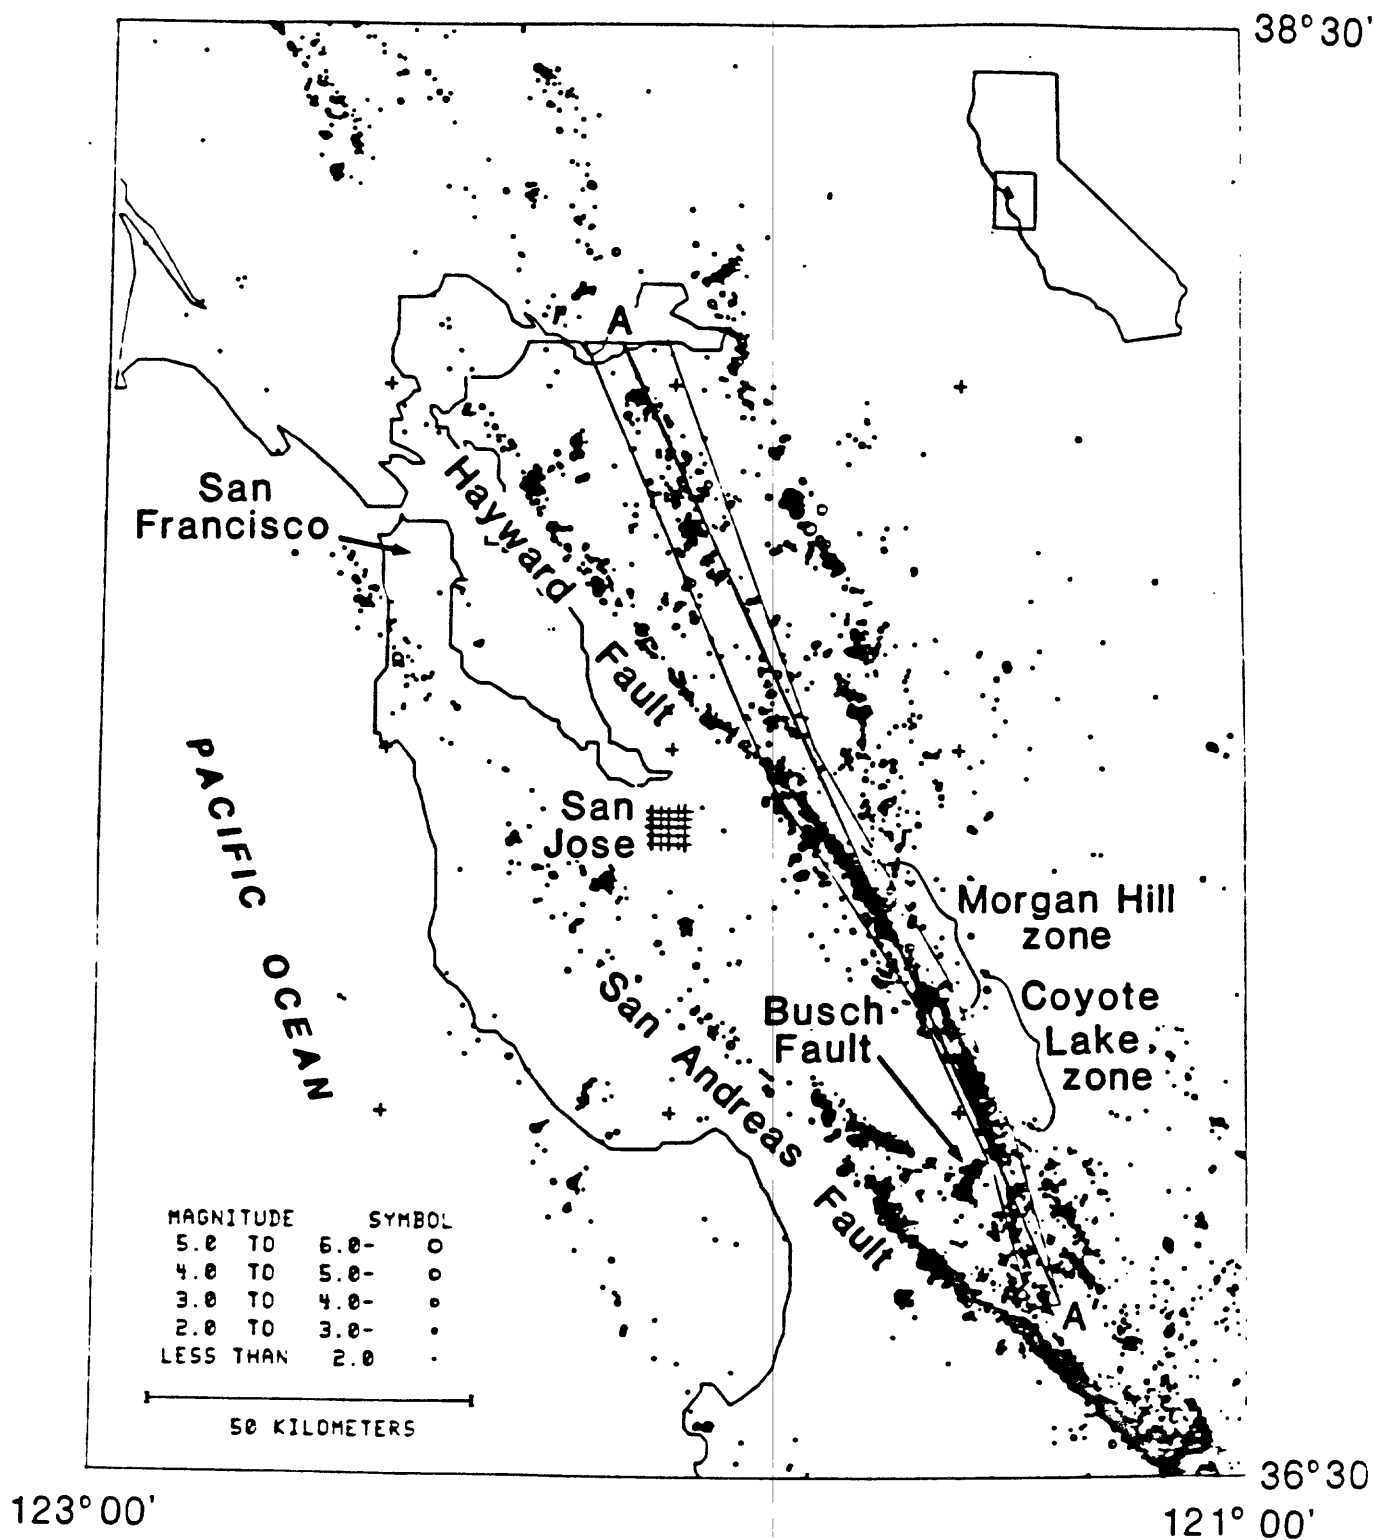 38°30'
A
San
Francisco
Hayward
Fault
PACIFIC OCEAN
San
Jose
Morgan Hill
zone
Coyote
Lake
zone
Busch
Fault
San Andreas Fault
A
MAGNITUDE SYMBOL
5.0 TO 6.0-
4.0 TO 5.0-
3.0 TO 4.0-
2.0 TO 3.0-
LESS THAN 2.0
50 KILOMETERS
36°30
123°00'
121°00'